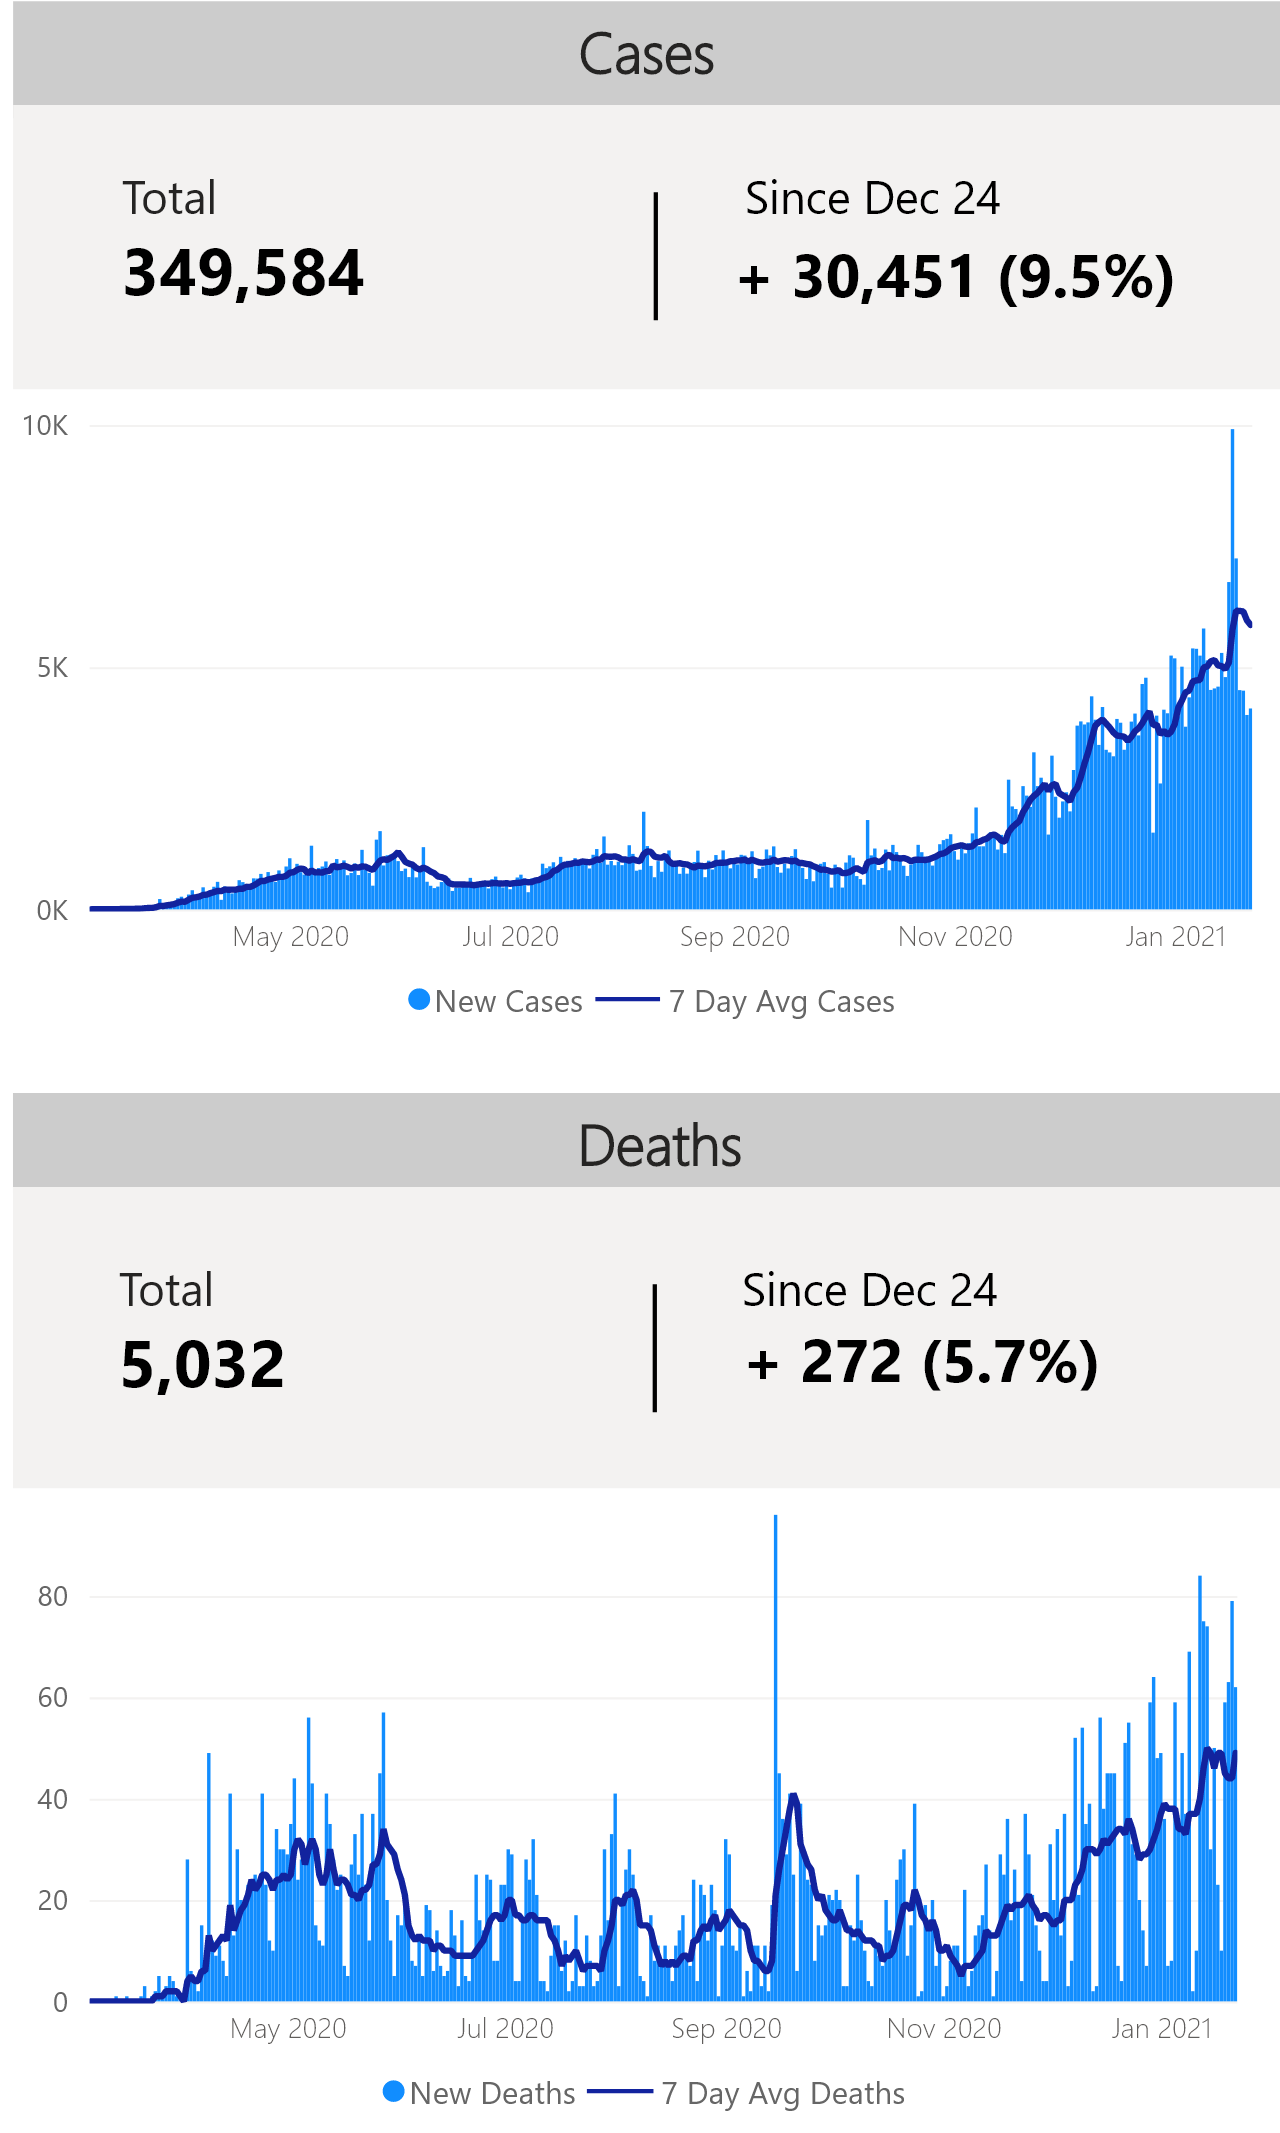 Cases
Total
Since Dec 24
349,584
+ 30,451 (9.5%)
10K
5K
0K
May 2020
Jul 2020
Sep 2020
Nov 2020
Jan 2021
New Cases
7 Day Avg Cases
Deaths
Total
Since Dec 24
5,032
+ 272 (5.7%)
80
60
40
20
0
May 2020
Jul 2020
Sep 2020
Nov 2020
Jan 2021
New Deaths
7 Day Avg Deaths